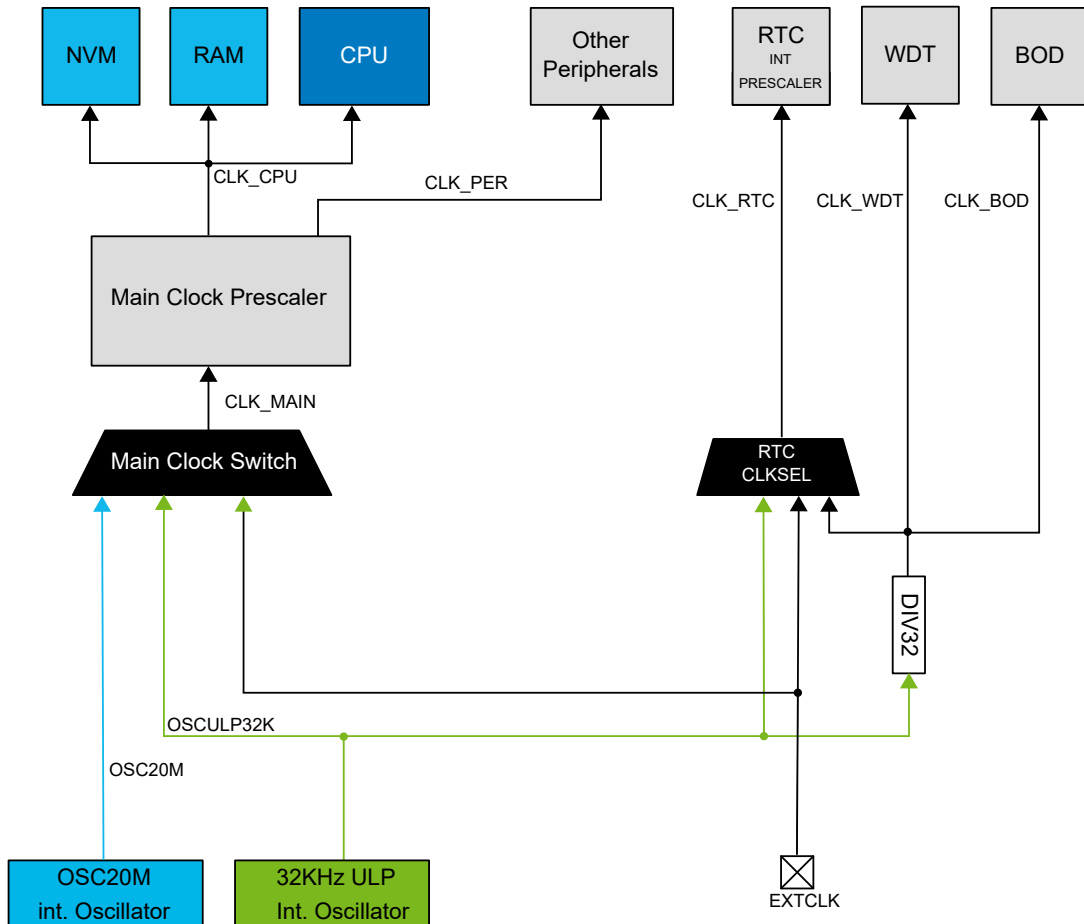 NVM
RAM
CPU
Other
Peripherals
RTC
INT
PRESCALER
WDT
BOD
CLK_CPU
CLK_PER
CLK_RTC
CLK_WDT
CLK_BOD
Main Clock Prescaler
CLK_MAIN
Main Clock Switch
RTC
CLKSEL
DIV32
OSCULP32K
OSC20M
OSC20M
int. Oscillator
32KHz ULP
Int. Oscillator
EXTCLK